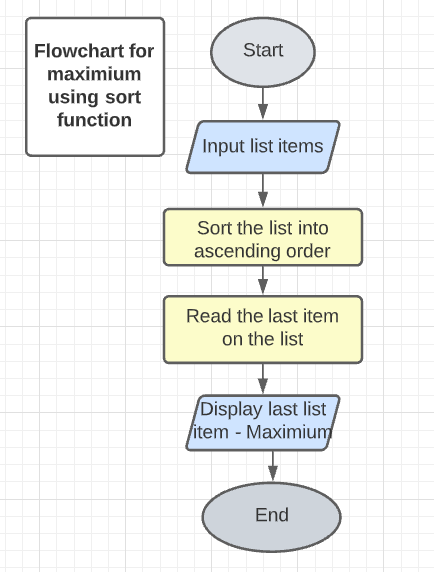 Flowchart for
maximium
using sort
function
Start
Input list items
Sort the list into
ascending order
Read the last item
on the list
Display last list
item - Maximium
End